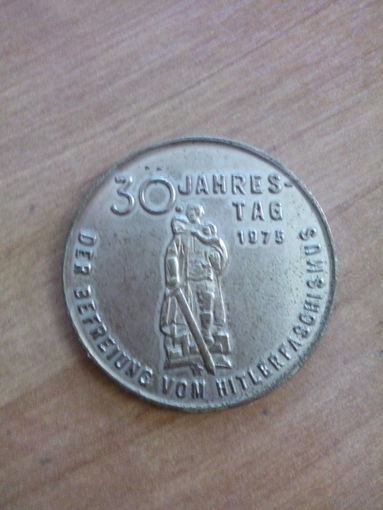 30. JAHRES-
TAG
1975
DER BEFREIUNG VOM HITLERFASCHISMUS